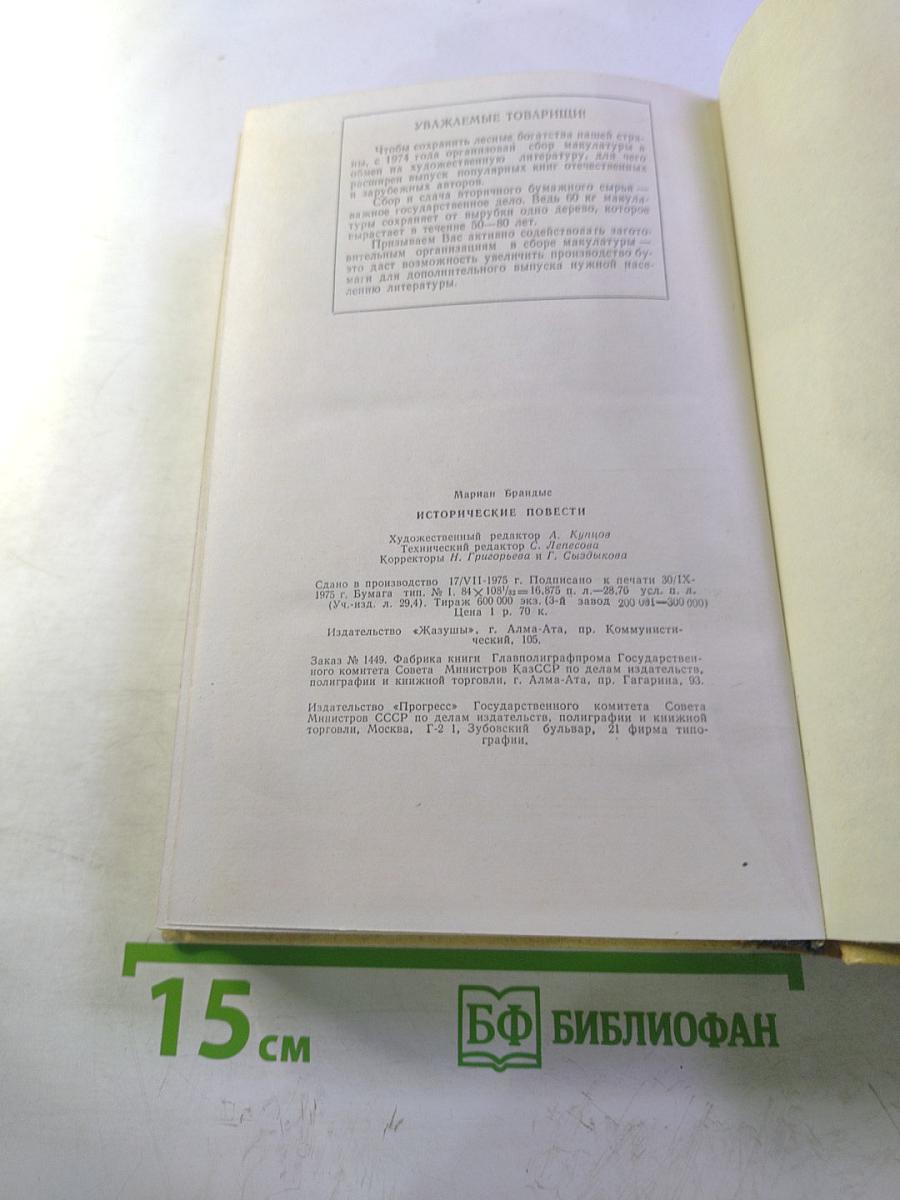 УВАЖАЕМЫЕ ТОВАРИЩИ!
Чтобы сохранить лесные богатства нашей стра-
ны, с 1974 года организован сбор макулатуры в
обмен на художественную литературу, для чего
расширен выпуск популярных книг отечественных
и зарубежных авторов.
Сбор и сдача вторичного бумажного сырья —
важное государственное дело. Ведь 60 кг макула-
туры сохраняет от вырубки одно дерево, которое
вырастает в течение 50—80 лет.
Призываем Вас активно содействовать загото-
вительным организациям в сборе макулатуры —
это даст возможность увеличить производство бу-
маги для дополнительного выпуска нужной насе-
лению литературы.
Мариан Брандыс
ИСТОРИЧЕСКИЕ ПОВЕСТИ
Художественный редактор А. Купцов
Технический редактор С. Лепесова
Корректоры Н. Григорьева и Г. Сыздыкова
Сдано в производство 17/VII-1975 г. Подписано к печати 30/IX-
1975 г. Бумага тип. № 1. 84×108¹/₃₂=16,875 п. л.—28,76 усл. п. л.
(Уч.-изд. л. 29,4). Тираж 600 000 экз. (3-й завод 200 001—300 000)
Цена 1 р. 70 к.
Издательство «Жазушы», г. Алма-Ата, пр. Коммунисти-
ческий, 105.
Заказ № 1449. Фабрика книги Главполиграфпрома Государствен-
ного комитета Совета Министров КазССР по делам издательств,
полиграфии и книжной торговли, г. Алма-Ата, пр. Гагарина, 93.
Издательство «Прогресс» Государственного комитета Совета
Министров СССР по делам издательств, полиграфии и книжной
торговли, Москва, Г-2 1, Зубовский бульвар, 21 фирма типо-
графии.
15 см
БФ БИБЛИОФАН